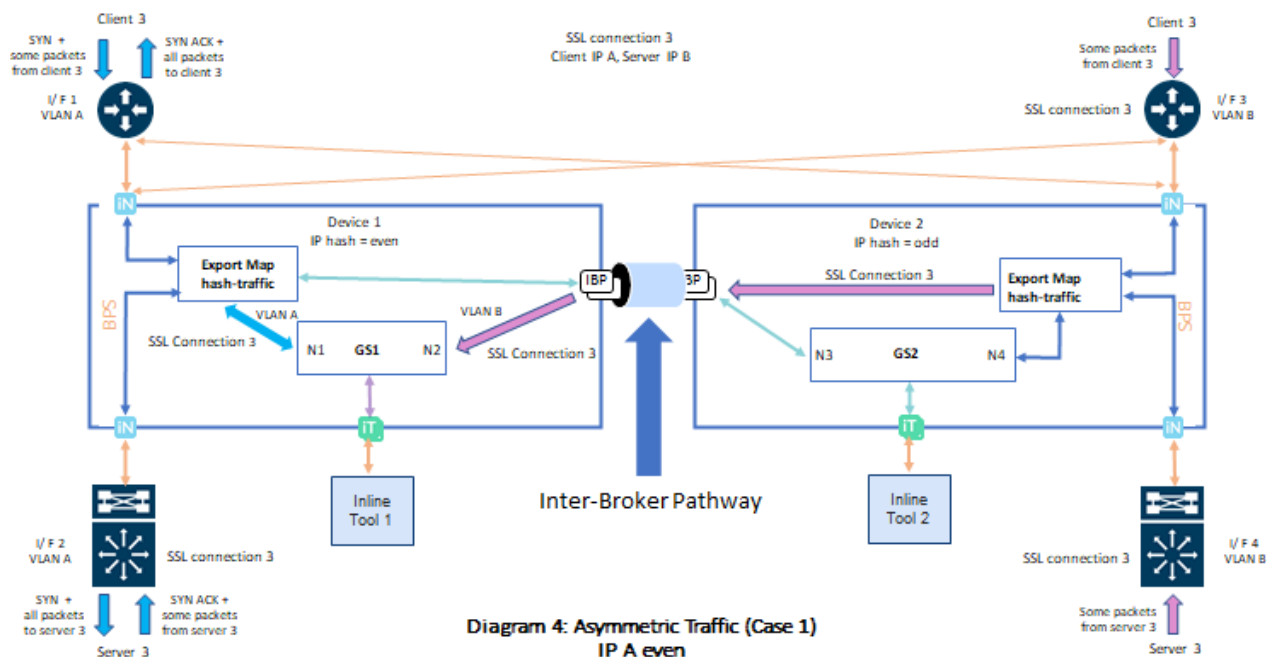 Client 3
SYN +
some packets
from client 3
SYN ACK +
all packets
to client 3
I/F 1
VLAN A
SSL connection 3
Client IP A, Server IP B
Client 3
Some packets
from client 3
SSL connection 3
I/F 3
VLAN B
iN
iN
Device 1
IP hash = even
Export Map
hash-traffic
IBP
BPS
VLAN A
SSL Connection 3
N1
GS1
N2
VLAN B
SSL Connection 3
iN
iT
Device 2
IP hash = odd
BP
SSL Connection 3
Export Map
hash-traffic
BPS
N3
GS2
N4
iT
iN
Inline
Tool 1
Inter-Broker Pathway
Inline
Tool 2
I/F 2
VLAN A
SSL connection 3
SYN +
all packets
to server 3
SYN ACK +
some packets
from server 3
Server 3
SSL connection 3
I/F 4
VLAN B
Some packets
from server 3
Server 3
Diagram 4: Asymmetric Traffic (Case 1)
IP A even